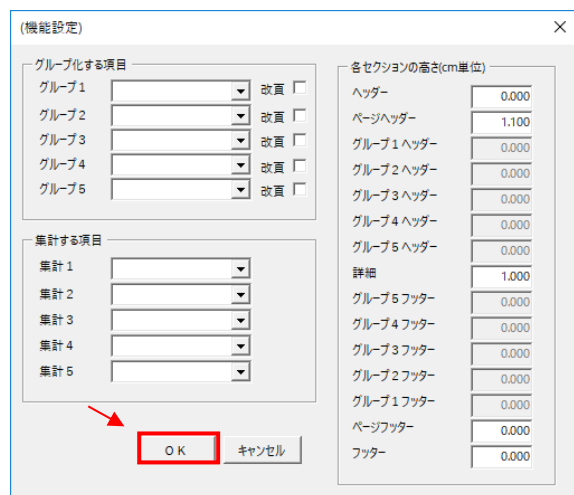 (機能設定)
グループ化する項目
グループ1 改頁
グループ2 改頁
グループ3 改頁
グループ4 改頁
グループ5 改頁
集計する項目
集計1
集計2
集計3
集計4
集計5
OK キャンセル
各セクションの高さ(cm単位)
ヘッダー 0.000
ページヘッダー 1.100
グループ1ヘッダー 0.000
グループ2ヘッダー 0.000
グループ3ヘッダー 0.000
グループ4ヘッダー 0.000
グループ5ヘッダー 0.000
詳細 1.000
グループ5フッター 0.000
グループ4フッター 0.000
グループ3フッター 0.000
グループ2フッター 0.000
グループ1フッター 0.000
ページフッター 0.000
フッター 0.000